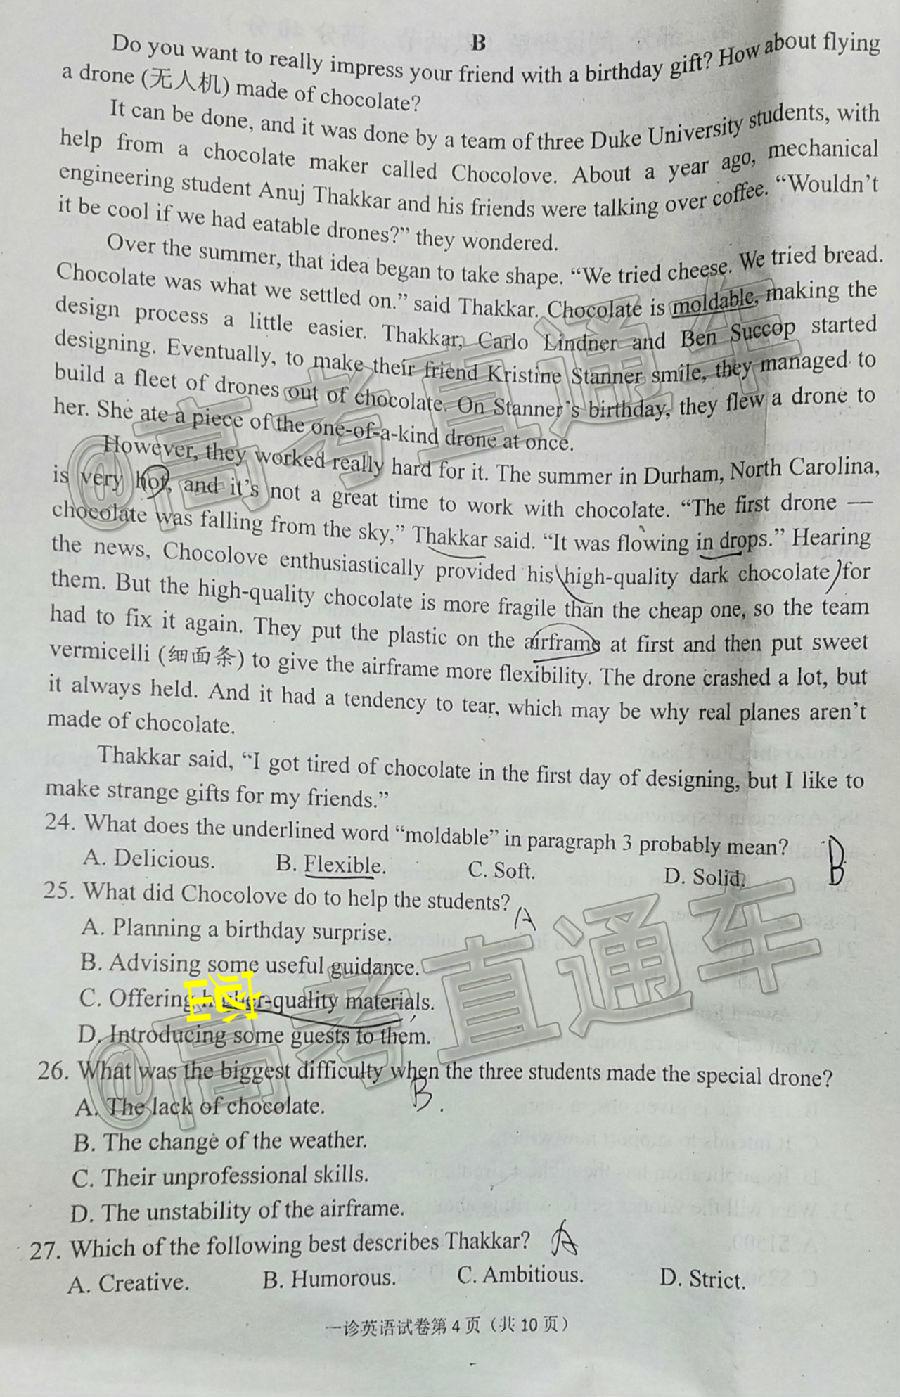 B
Do you want to really impress your friend with a birthday gift? How about flying
a drone (无人机) made of chocolate?
It can be done, and it was done by a team of three Duke University students, with
help from a chocolate maker called Chocolove. About a year ago, mechanical
engineering student Anuj Thakkar and his friends were talking over coffee. “Wouldn’t
it be cool if we had eatable drones?” they wondered.
Over the summer, that idea began to take shape. “We tried cheese. We tried bread.
Chocolate was what we settled on.” said Thakkar. Chocolate is moldable, making the
design process a little easier. Thakkar, Carlo Lindner and Ben Succop started
designing. Eventually, to make their friend Kristine Stanner smile, they managed to
build a fleet of drones out of chocolate. On Stanner’s birthday, they flew a drone to
her. She ate a piece of the one-of-a-kind drone at once.
However, they worked really hard for it. The summer in Durham, North Carolina,
is very hot, and it’s not a great time to work with chocolate. “The first drone —
chocolate was falling from the sky,” Thakkar said. “It was flowing in drops.” Hearing
the news, Chocolove enthusiastically provided his high-quality dark chocolate for
them. But the high-quality chocolate is more fragile than the cheap one, so the team
had to fix it again. They put the plastic on the airframe at first and then put sweet
vermicelli (细面条) to give the airframe more flexibility. The drone crashed a lot, but
it always held. And it had a tendency to tear, which may be why real planes aren’t
made of chocolate.
Thakkar said, “I got tired of chocolate in the first day of designing, but I like to
make strange gifts for my friends.”
24. What does the underlined word “moldable” in paragraph 3 probably mean?
A. Delicious. B. Flexible. C. Soft. D. Solid.
B
25. What did Chocolove do to help the students?
A
A. Planning a birthday surprise.
B. Advising some useful guidance.
C. Offering higher-quality materials.
D. Introducing some guests to them.
26. What was the biggest difficulty when the three students made the special drone?
B.
A. The lack of chocolate.
B. The change of the weather.
C. Their unprofessional skills.
D. The unstability of the airframe.
27. Which of the following best describes Thakkar? A
A. Creative. B. Humorous. C. Ambitious. D. Strict.
一诊英语试卷第 4 页（共 10 页）
@高考直通车
@高考直通车